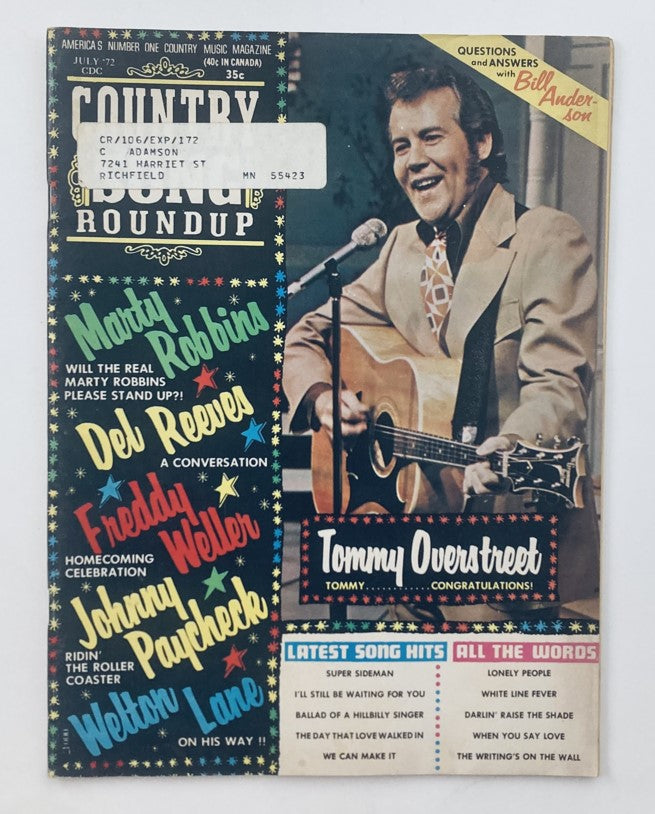 AMERICA'S NUMBER ONE COUNTRY MUSIC MAGAZINE
JULY '72
CDC
(40c IN CANADA)
35c
COUNTRY
CR/106/EXP/172
C ADAMSON
7241 HARRIET ST
RICHFIELD MN 55423
SONG
ROUNDUP
QUESTIONS
and ANSWERS
with Bill
Ander-
son
Marty
Robbins
WILL THE REAL
MARTY ROBBINS
PLEASE STAND UP?!
Del Reeves
A CONVERSATION
Freddy
Weller
HOMECOMING
CELEBRATION
Johnny
Paycheck
RIDIN'
THE ROLLER
COASTER
Welton Lane
ON HIS WAY !!
Tommy Overstreet
TOMMY............CONGRATULATIONS!
LATEST SONG HITS
SUPER SIDEMAN
I'LL STILL BE WAITING FOR YOU
BALLAD OF A HILLBILLY SINGER
THE DAY THAT LOVE WALKED IN
WE CAN MAKE IT
ALL THE WORDS
LONELY PEOPLE
WHITE LINE FEVER
DARLIN' RAISE THE SHADE
WHEN YOU SAY LOVE
THE WRITING'S ON THE WALL